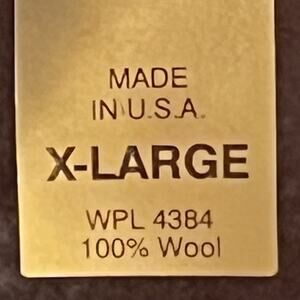 MADE
IN U.S.A.
X-LARGE
WPL 4384
100% Wool